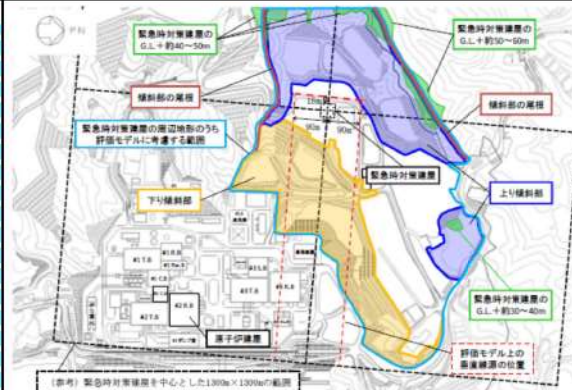 緊急時対策建屋の
G.L＋約40～50m
緊急時対策建屋の
G.L＋約50～60m
傾斜部の尾根
傾斜部の尾根
緊急時対策建屋の周辺地形のうち
評価モデルに考慮する範囲
90m
90m
緊急時対策建屋
上り傾斜部
下り傾斜部
緊急時対策建屋の
G.L＋約30～40m
原子炉建屋
評価モデル上の
垂直線源の位置
(参考) 緊急時対策建屋を中心とした1300m×1300mの範囲